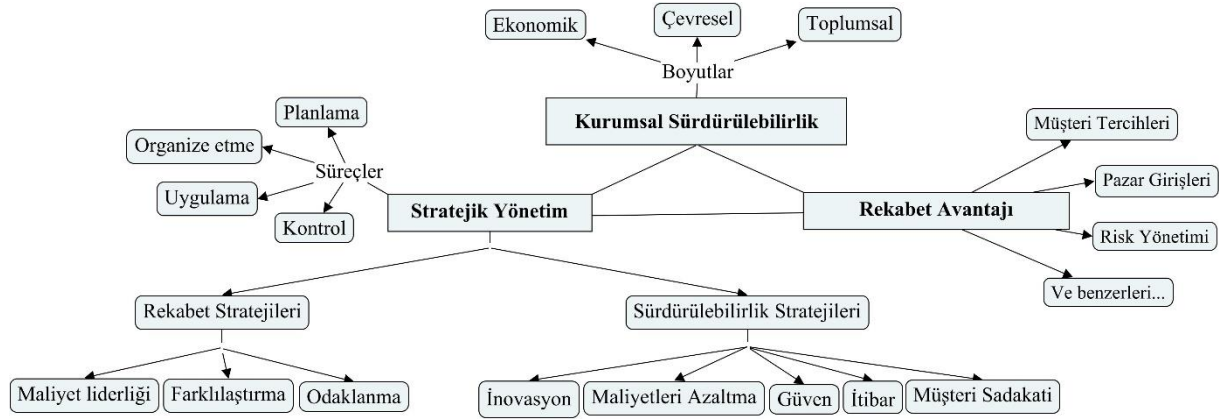 Ekonomik
Çevresel
Toplumsal
Boyutlar
Kurumsal Sürdürülebilirlik
Planlama
Organize etme
Süreçler
Uygulama
Kontrol
Stratejik Yönetim
Rekabet Avantajı
Müşteri Tercihleri
Pazar Girişleri
Risk Yönetimi
Ve benzerleri...
Rekabet Stratejileri
Sürdürülebilirlik Stratejileri
Maliyet liderliği
Farklılaştırma
Odaklanma
İnovasyon
Maliyetleri Azaltma
Güven
İtibar
Müşteri Sadakati